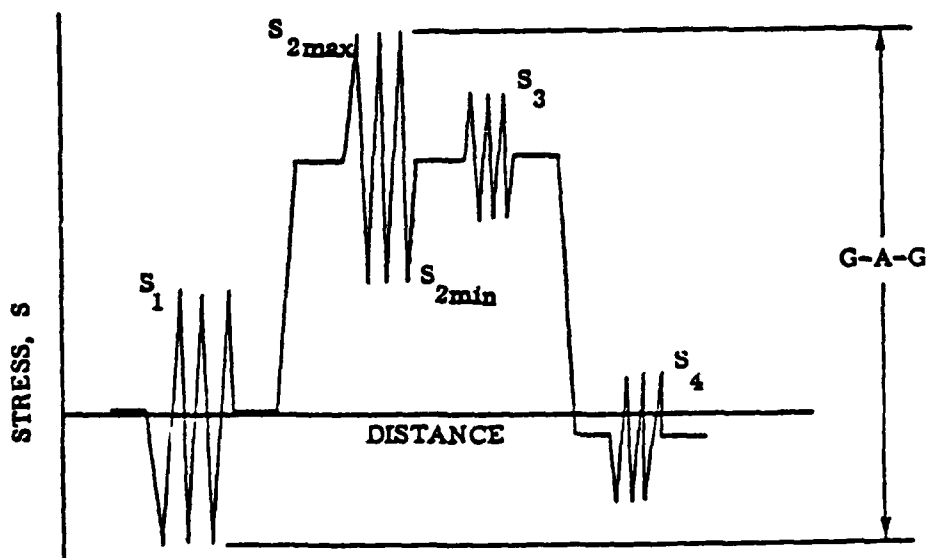 S2max
S3
G-A-G
S1
S2min
STRESS, S
S4
DISTANCE